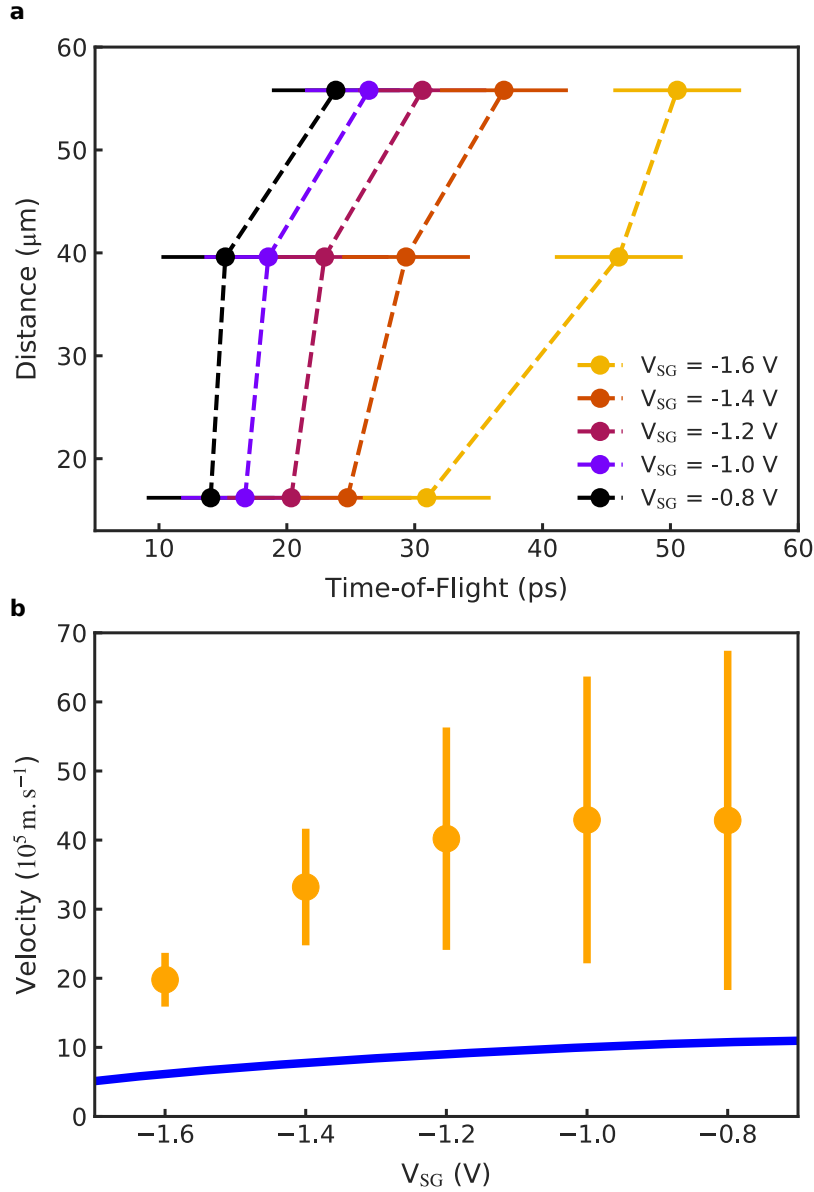 a
60
50
40
30
20
Distance (μm)
V_SG = -1.6 V
V_SG = -1.4 V
V_SG = -1.2 V
V_SG = -1.0 V
V_SG = -0.8 V
10 20 30 40 50 60
Time-of-Flight (ps)
b
70
60
50
40
30
20
10
0
Velocity (10⁵ m. s⁻¹)
−1.6 −1.4 −1.2 −1.0 −0.8
V_SG (V)